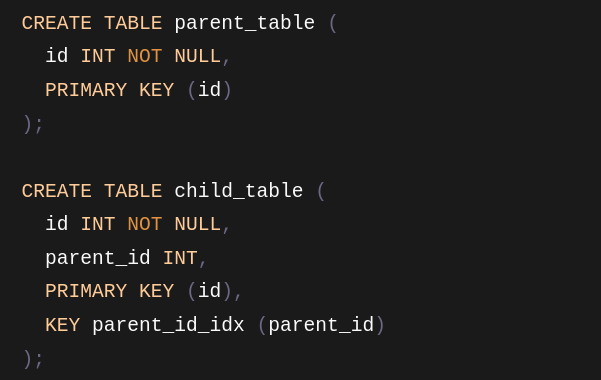 CREATE TABLE parent_table (
  id INT NOT NULL,
  PRIMARY KEY (id)
);

CREATE TABLE child_table (
  id INT NOT NULL,
  parent_id INT,
  PRIMARY KEY (id),
  KEY parent_id_idx (parent_id)
);